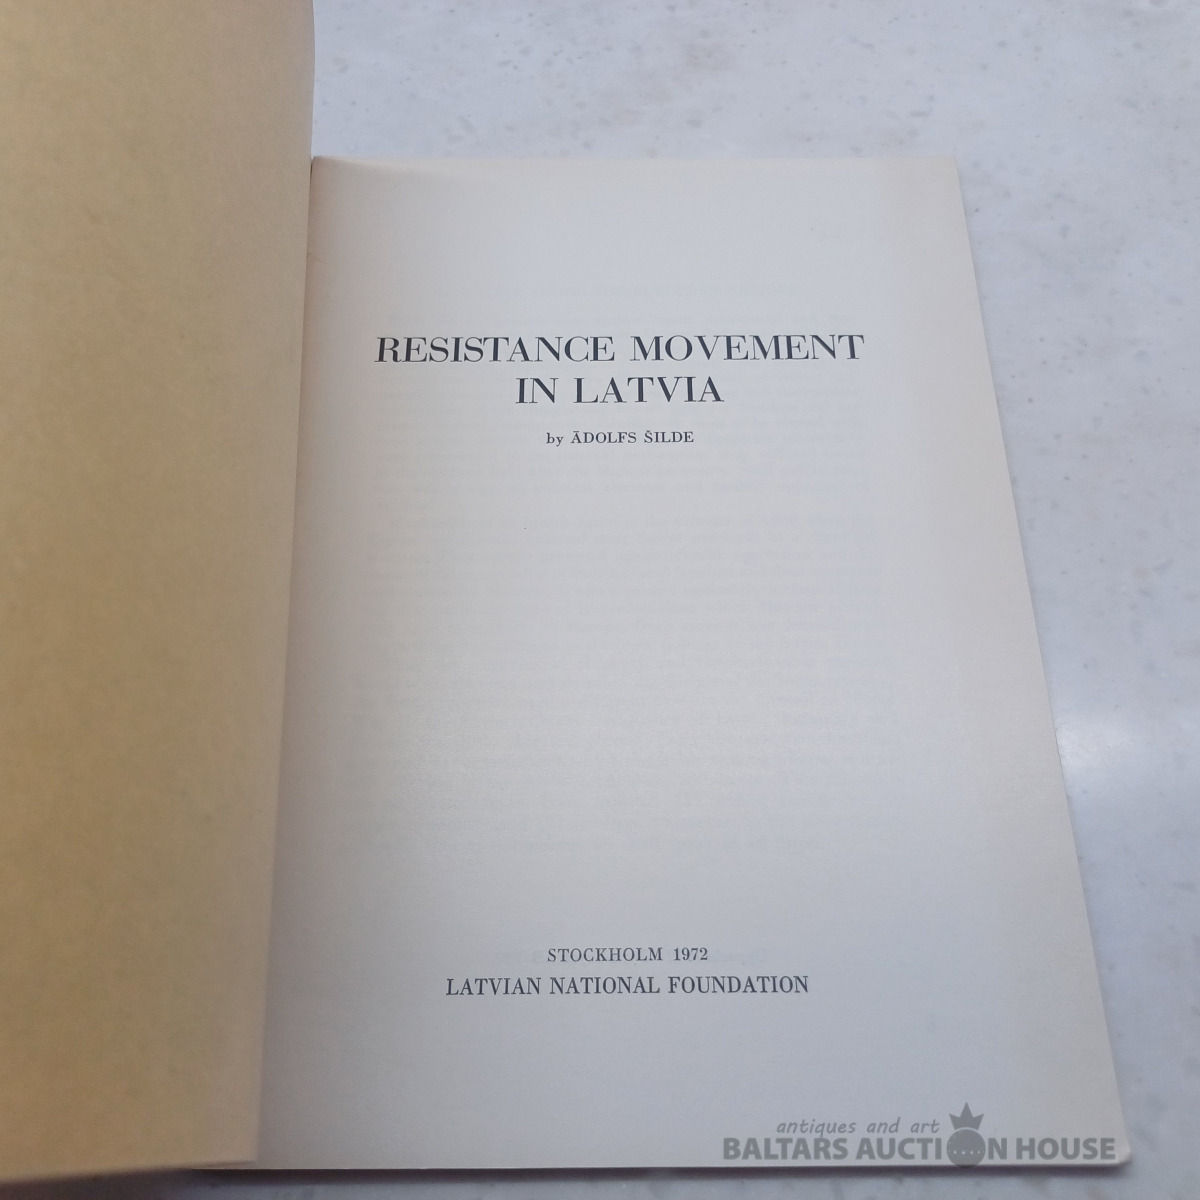 RESISTANCE MOVEMENT
IN LATVIA
by ĀDOLFS ŠILDE
STOCKHOLM 1972
LATVIAN NATIONAL FOUNDATION
antiques and art
BALTARS AUCTION HOUSE